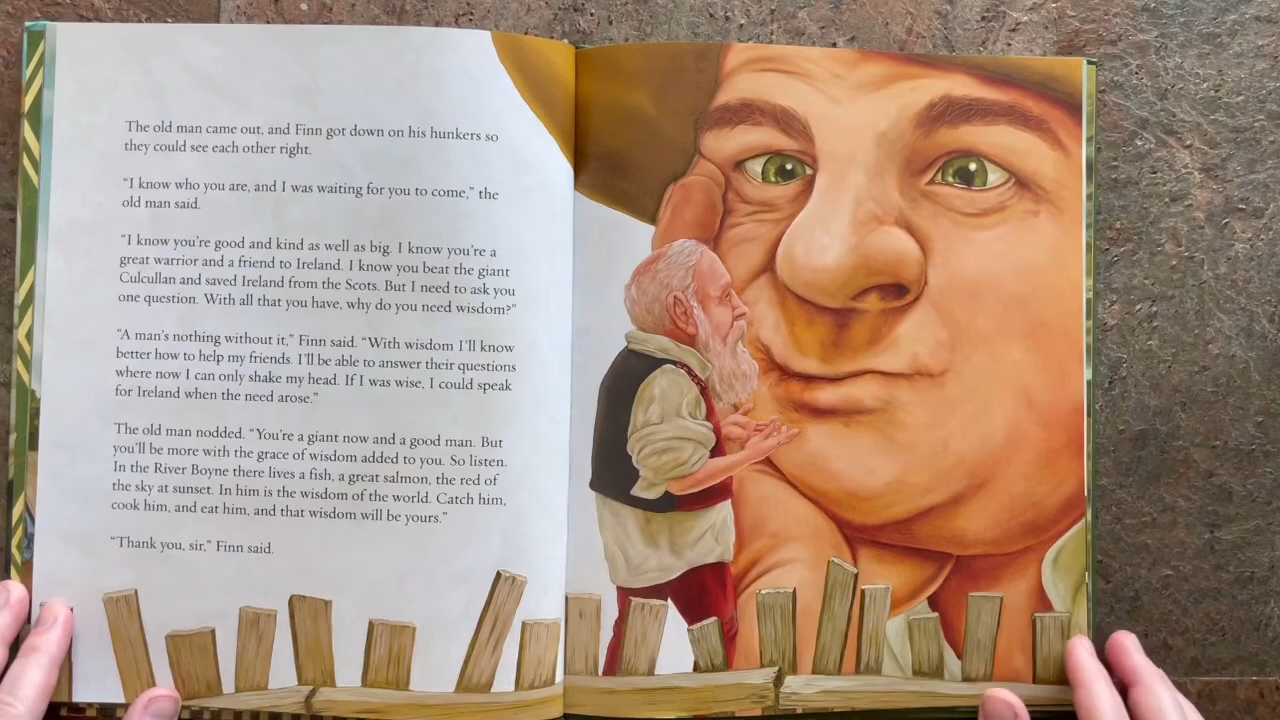 The old man came out, and Finn got down on his hunkers so
they could see each other right.
“I know who you are, and I was waiting for you to come,” the
old man said.
“I know you’re good and kind as well as big. I know you’re a
great warrior and a friend to Ireland. I know you beat the giant
Culcullan and saved Ireland from the Scots. But I need to ask you
one question. With all that you have, why do you need wisdom?”
“A man’s nothing without it,” Finn said. “With wisdom I’ll know
better how to help my friends. I’ll be able to answer their questions
where now I can only shake my head. If I was wise, I could speak
for Ireland when the need arose.”
The old man nodded. “You’re a giant now and a good man. But
you’ll be more with the grace of wisdom added to you. So listen.
In the River Boyne there lives a fish, a great salmon, the red of
the sky at sunset. In him is the wisdom of the world. Catch him,
cook him, and eat him, and that wisdom will be yours.”
“Thank you, sir,” Finn said.